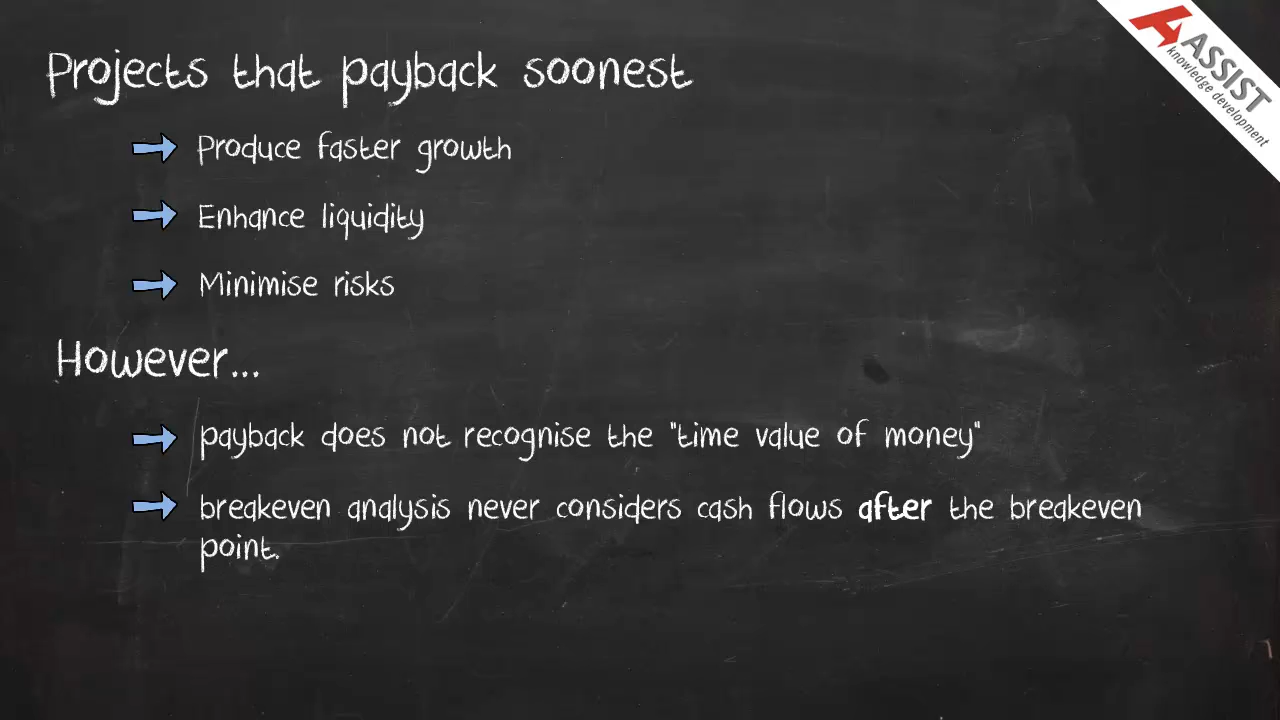 Projects that payback soonest
Produce faster growth
Enhance liquidity
Minimise risks
However...
payback does not recognise the "time value of money"
breakeven analysis never considers cash flows after the breakeven
point.
ASSIST
knowledge development